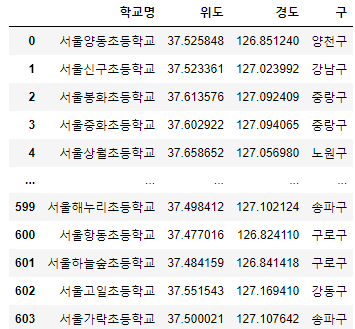 학교명 위도 경도 구
0 서울양동초등학교 37.525848 126.851240 양천구
1 서울신구초등학교 37.523361 127.023992 강남구
2 서울봉화초등학교 37.613576 127.092409 중랑구
3 서울중화초등학교 37.602922 127.094065 중랑구
4 서울상월초등학교 37.658652 127.056980 노원구
... ... ... ... ...
599 서울해누리초등학교 37.498412 127.102124 송파구
600 서울항동초등학교 37.477016 126.824110 구로구
601 서울하늘숲초등학교 37.484159 126.841418 구로구
602 서울고일초등학교 37.551543 127.169410 강동구
603 서울가락초등학교 37.500021 127.107642 송파구